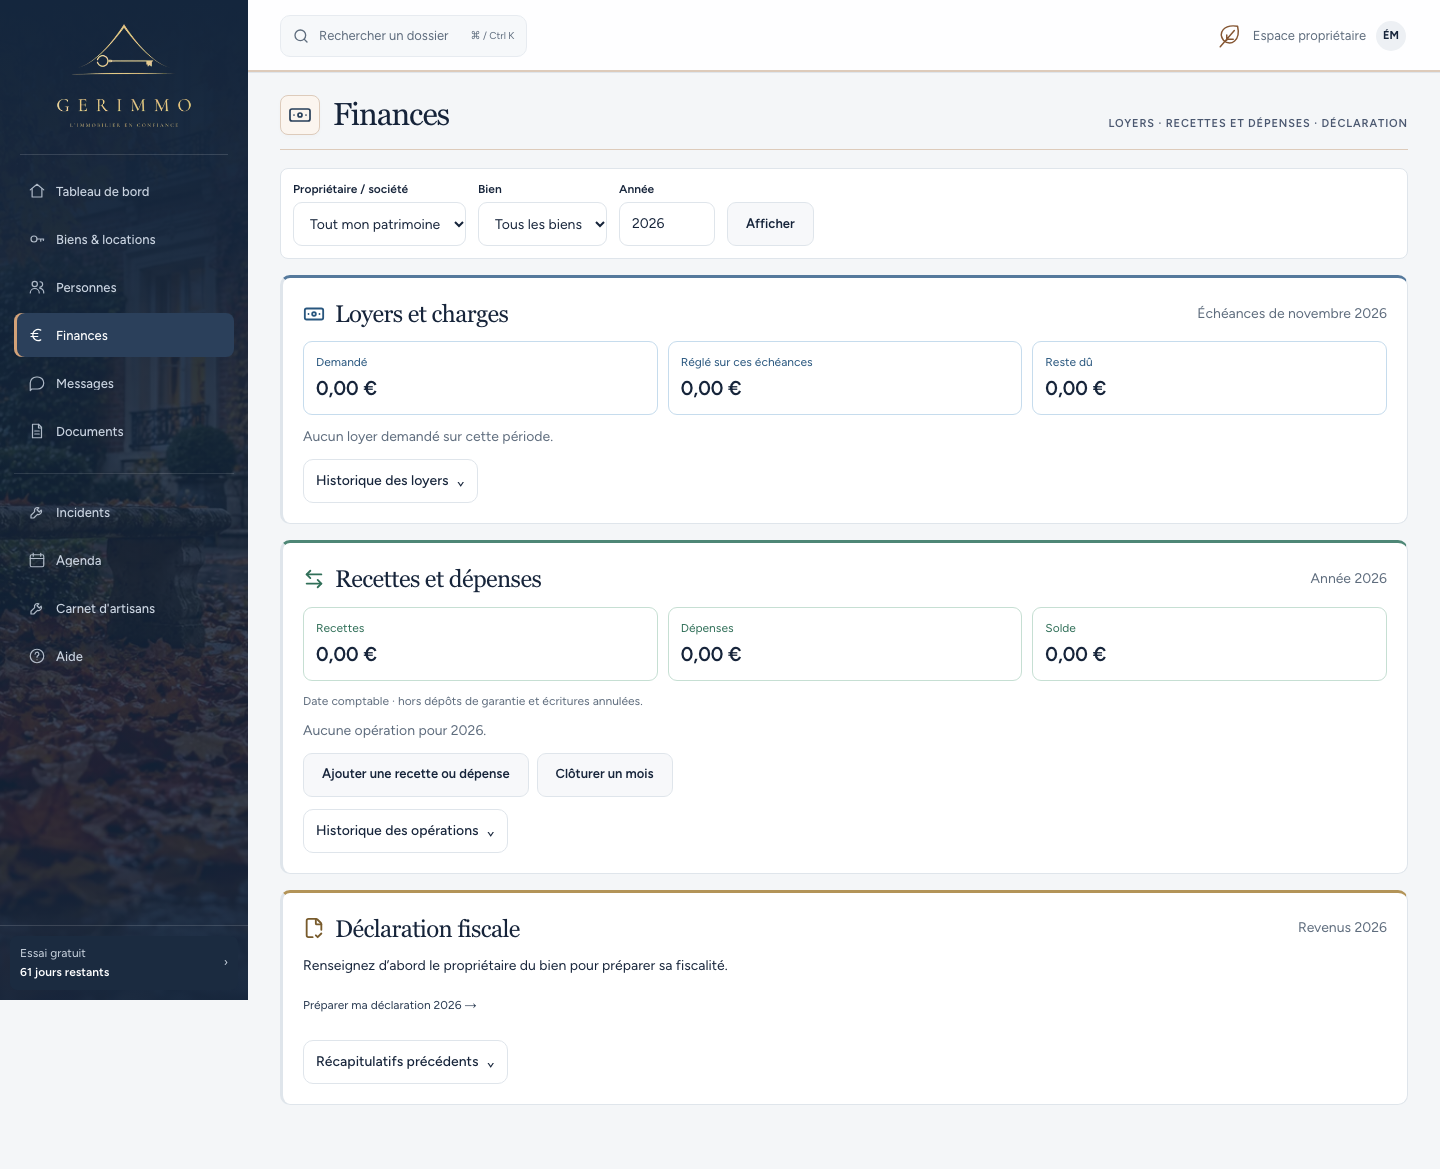 GERIMMO
L'IMMOBILIER EN CONFIANCE
Tableau de bord
Biens & locations
Personnes
€ Finances
Messages
Documents
Incidents
Agenda
Carnet d'artisans
Aide
Essai gratuit
61 jours restants ›
Rechercher un dossier ⌘ / Ctrl K
Espace propriétaire ÉM
Finances
LOYERS · RECETTES ET DÉPENSES · DÉCLARATION
Propriétaire / société Bien Année
Tout mon patrimoine Tous les biens 2026 Afficher
Loyers et charges Échéances de novembre 2026
Demandé Réglé sur ces échéances Reste dû
0,00 € 0,00 € 0,00 €
Aucun loyer demandé sur cette période.
Historique des loyers
Recettes et dépenses Année 2026
Recettes Dépenses Solde
0,00 € 0,00 € 0,00 €
Date comptable · hors dépôts de garantie et écritures annulées.
Aucune opération pour 2026.
Ajouter une recette ou dépense Clôturer un mois
Historique des opérations
Déclaration fiscale Revenus 2026
Renseignez d’abord le propriétaire du bien pour préparer sa fiscalité.
Préparer ma déclaration 2026 →
Récapitulatifs précédents